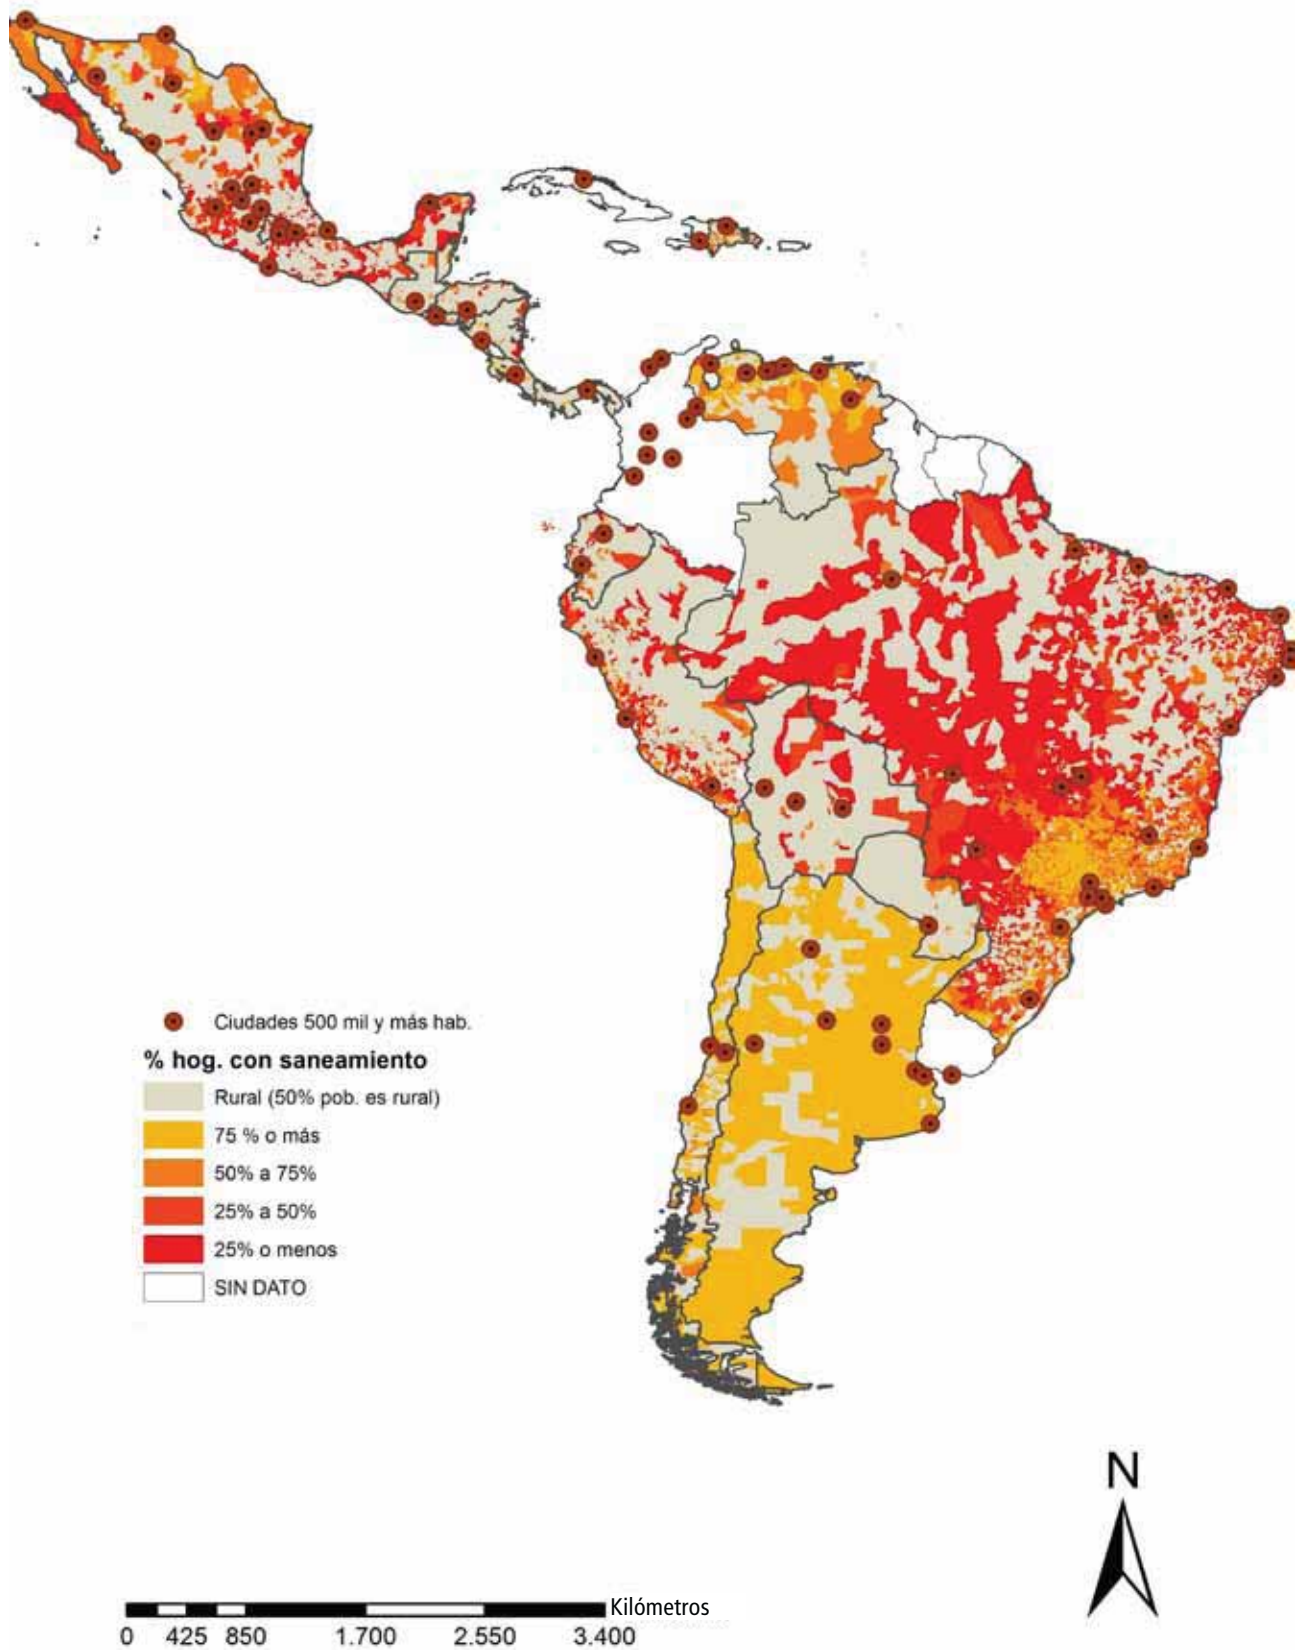 Ciudades 500 mil y más hab.
% hog. con saneamiento
Rural (50% pob. es rural)
75 % o más
50% a 75%
25% a 50%
25% o menos
SIN DATO
N
Kilómetros
0 425 850 1.700 2.550 3.400